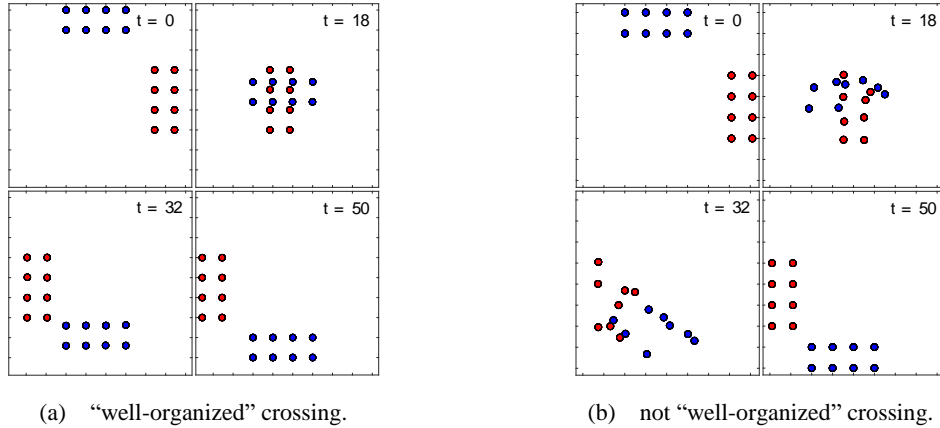 t = 0
t = 18
t = 32
t = 50
t = 0
t = 18
t = 32
t = 50
(a) “well-organized” crossing.
(b) not “well-organized” crossing.